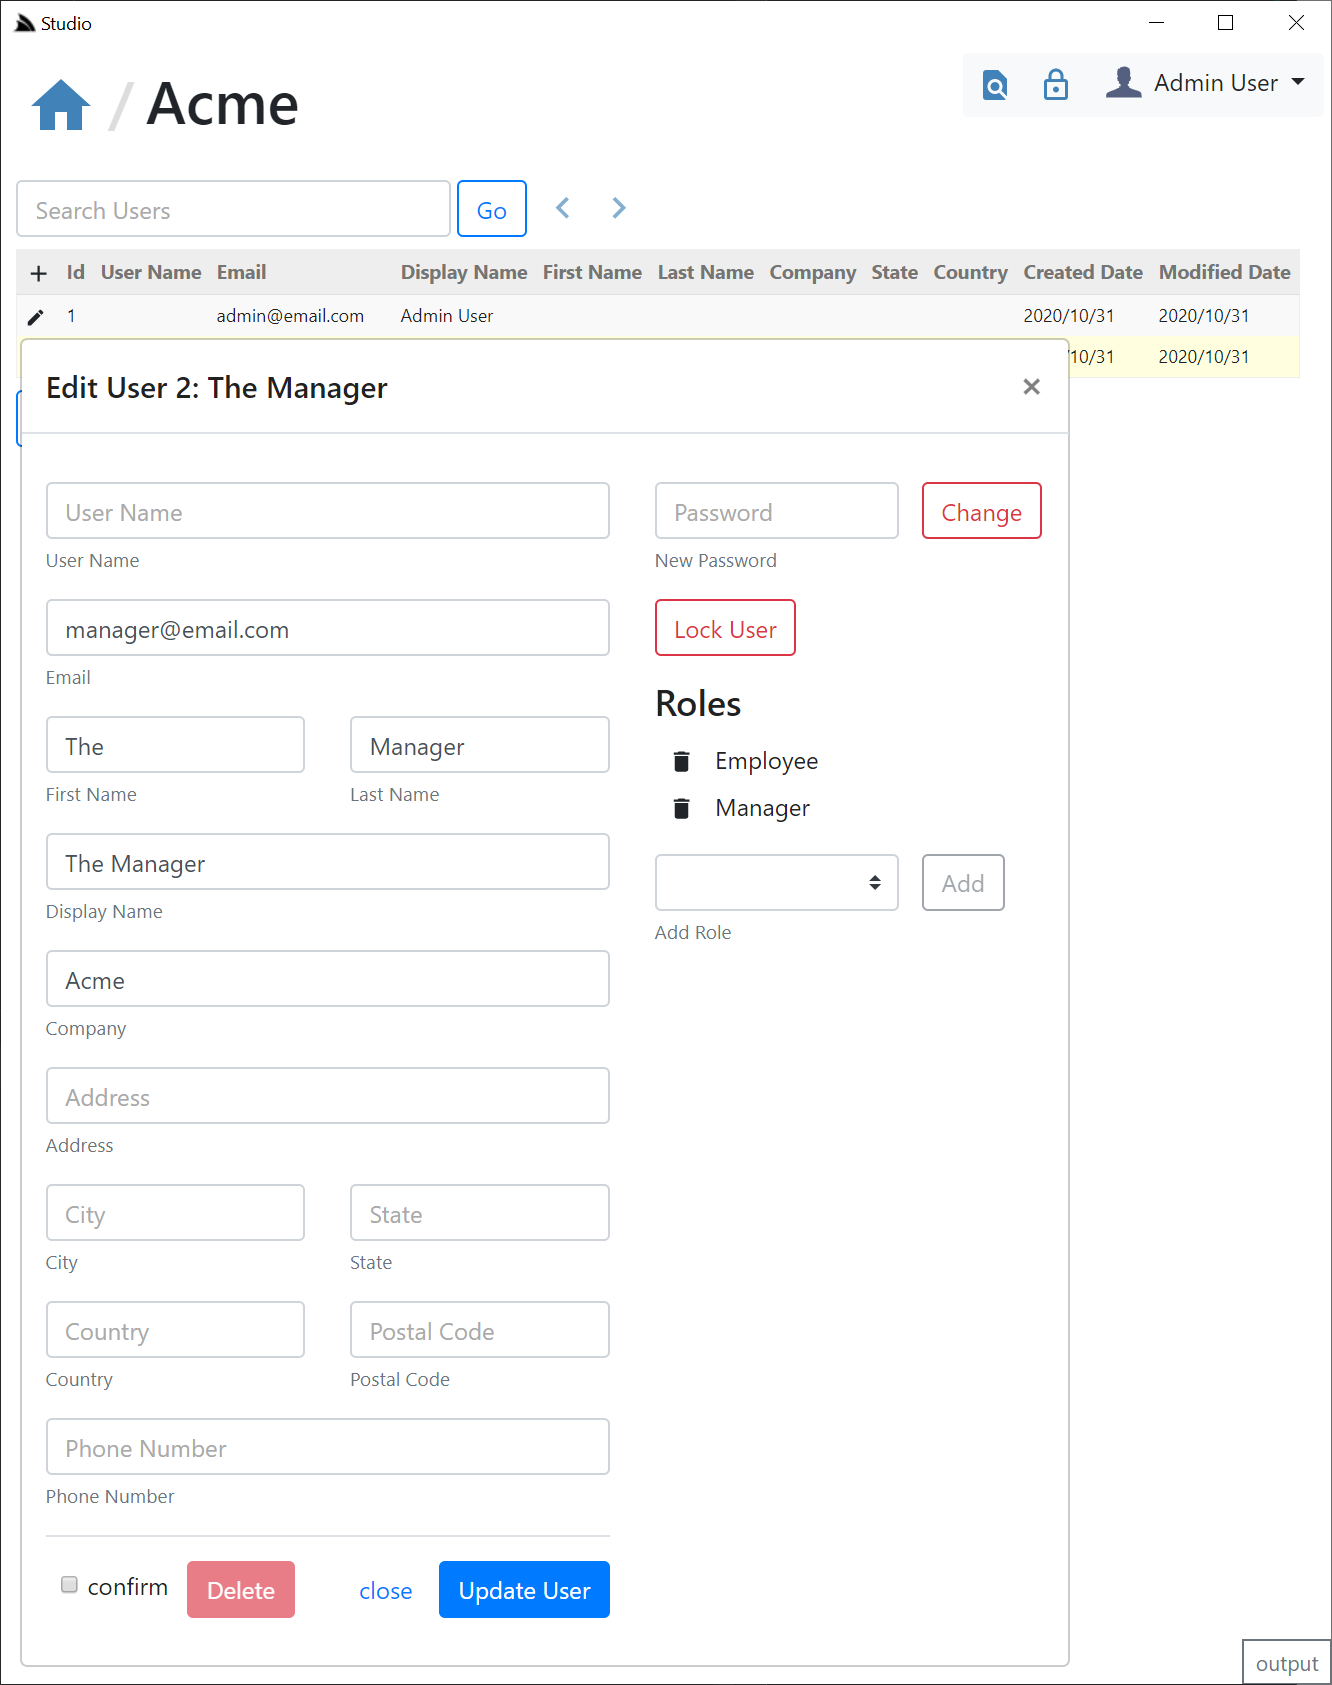 Studio
/ Acme
Admin User
Search Users
Go
Id User Name Email Display Name First Name Last Name Company State Country Created Date Modified Date
1 admin@email.com Admin User 2020/10/31 2020/10/31
/10/31 2020/10/31
Edit User 2: The Manager
User Name
Password
Change
User Name
New Password
manager@email.com
Lock User
Email
Roles
The
Manager
Employee
First Name
Last Name
Manager
The Manager
Add
Display Name
Add Role
Acme
Company
Address
Address
City
State
City
State
Country
Postal Code
Country
Postal Code
Phone Number
Phone Number
confirm
Delete
close
Update User
output